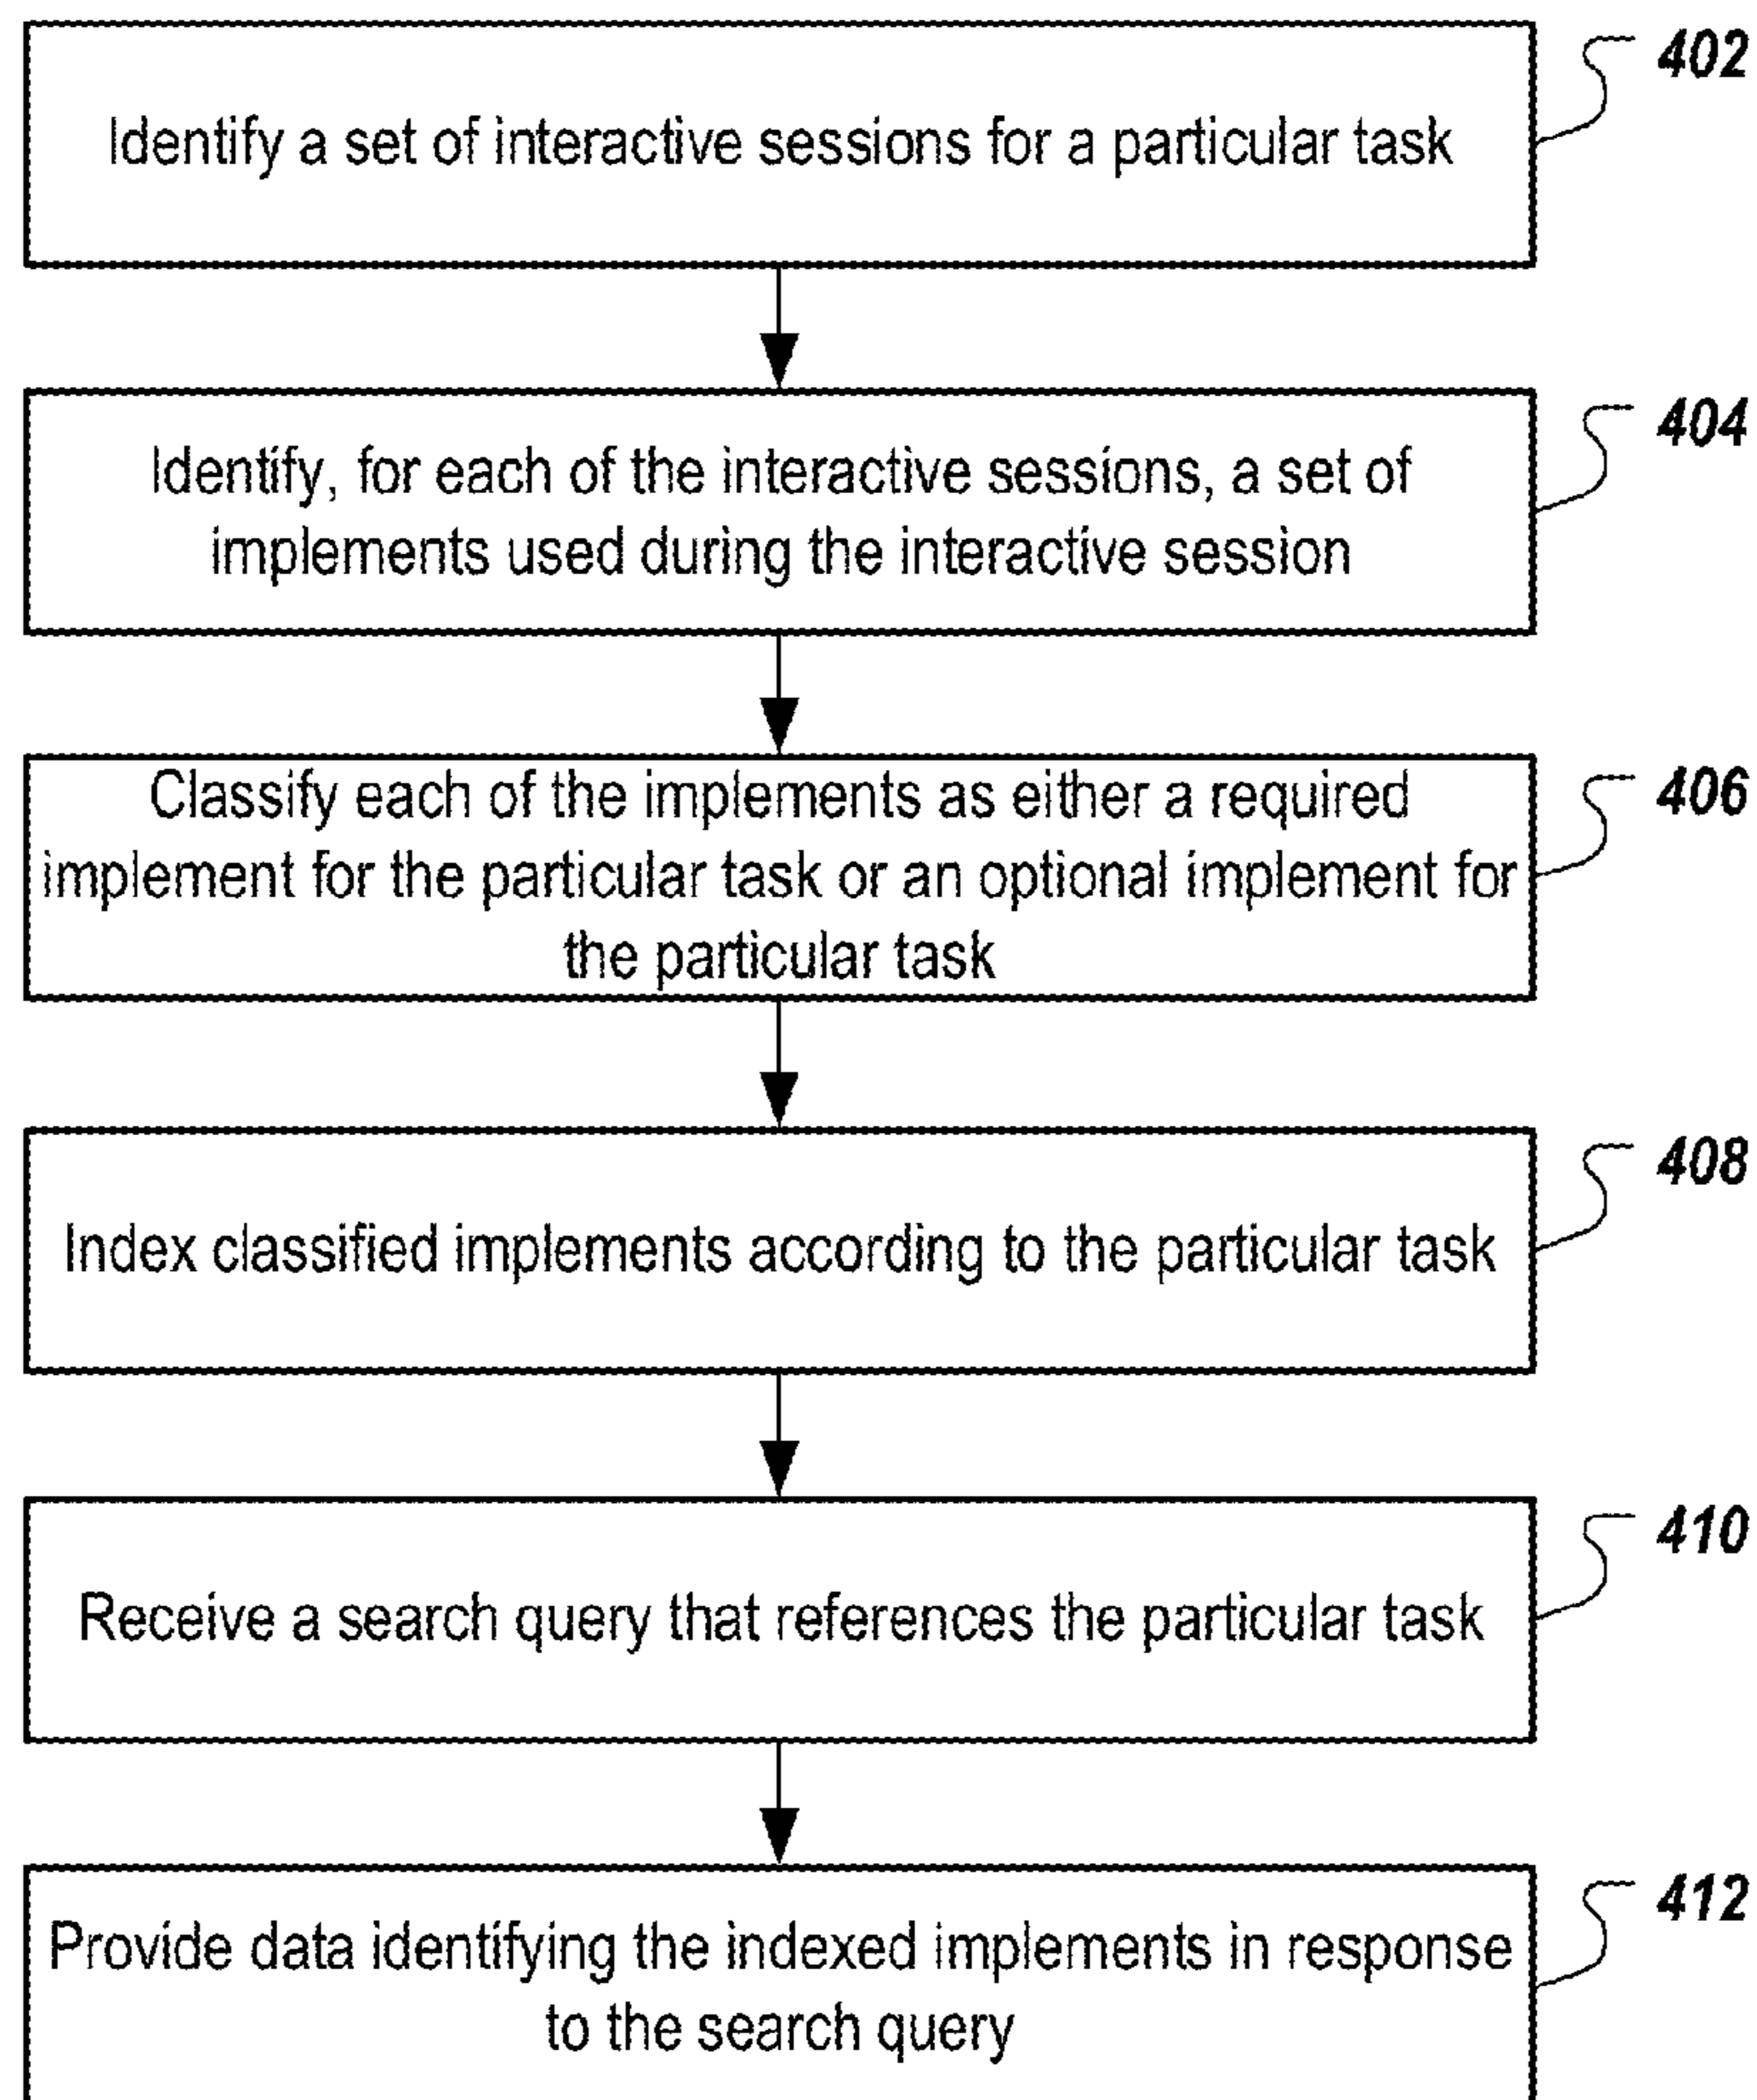 402
Identify a set of interactive sessions for a particular task
404
Identify, for each of the interactive sessions, a set of
implements used during the interactive session
406
Classify each of the implements as either a required
implement for the particular task or an optional implement for
the particular task
408
Index classified implements according to the particular task
410
Receive a search query that references the particular task
412
Provide data identifying the indexed implements in response
to the search query